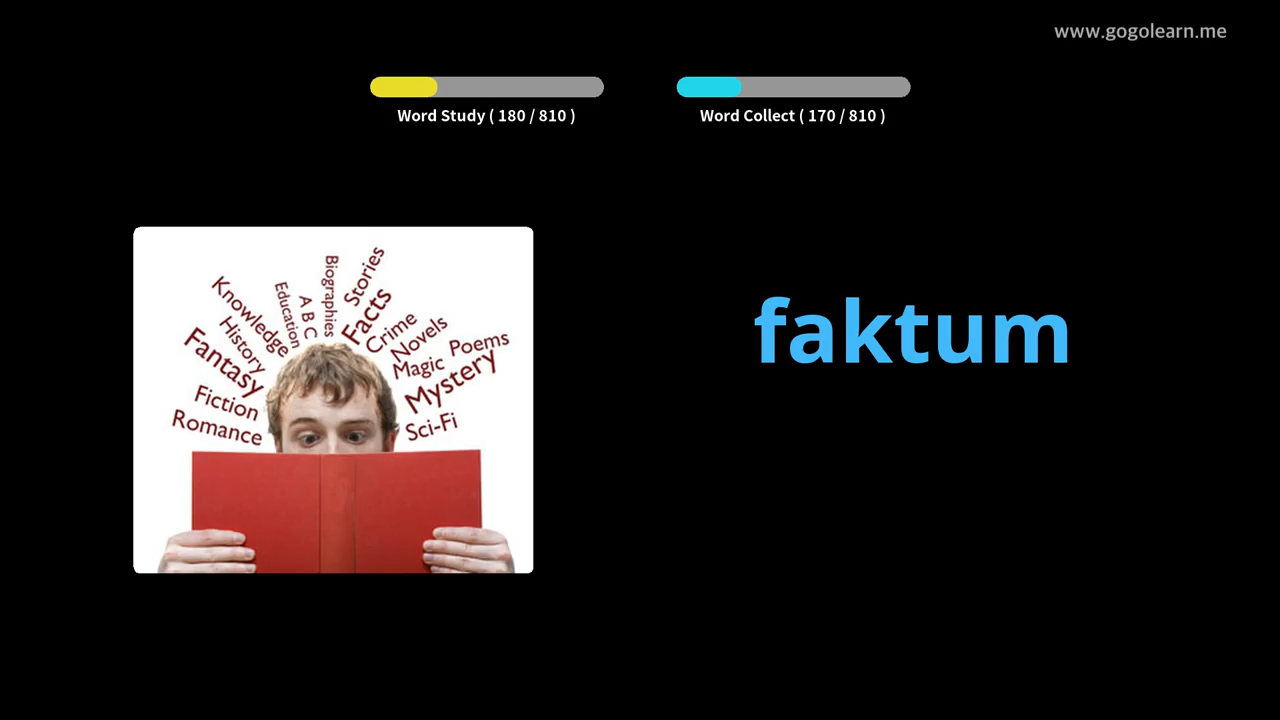 www.gogolearn.me
Word Study ( 180 / 810 )
Word Collect ( 170 / 810 )
faktum
Biographies
Stories
Education
A B C
Facts
Knowledge
Crime
History
Novels
Fantasy
Magic
Poems
Mystery
Fiction
Romance
Sci-Fi